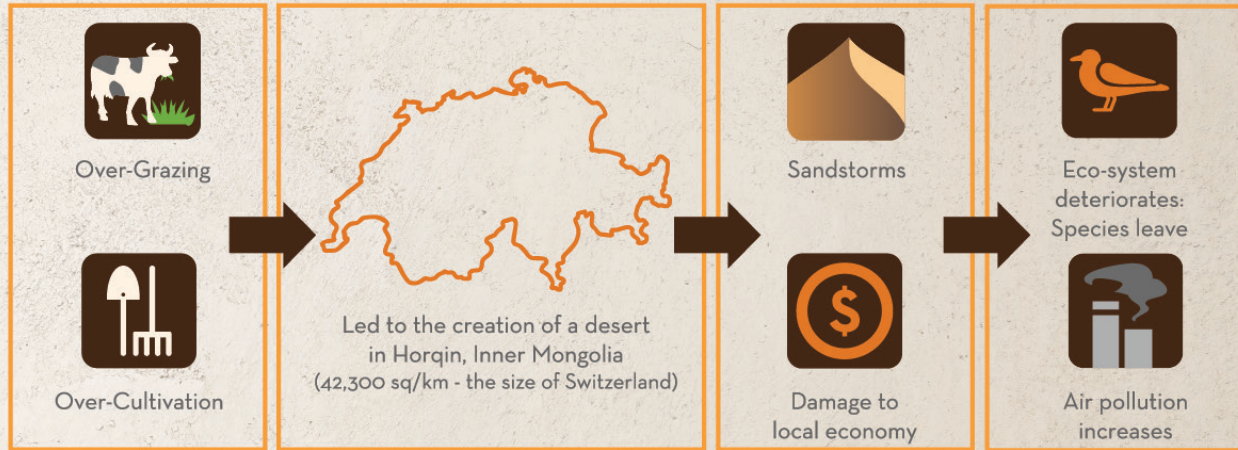 Over-Grazing
Over-Cultivation
Led to the creation of a desert
in Horqin, Inner Mongolia
(42,300 sq/km - the size of Switzerland)
Sandstorms
$
Damage to
local economy
Eco-system
deteriorates:
Species leave
Air pollution
increases